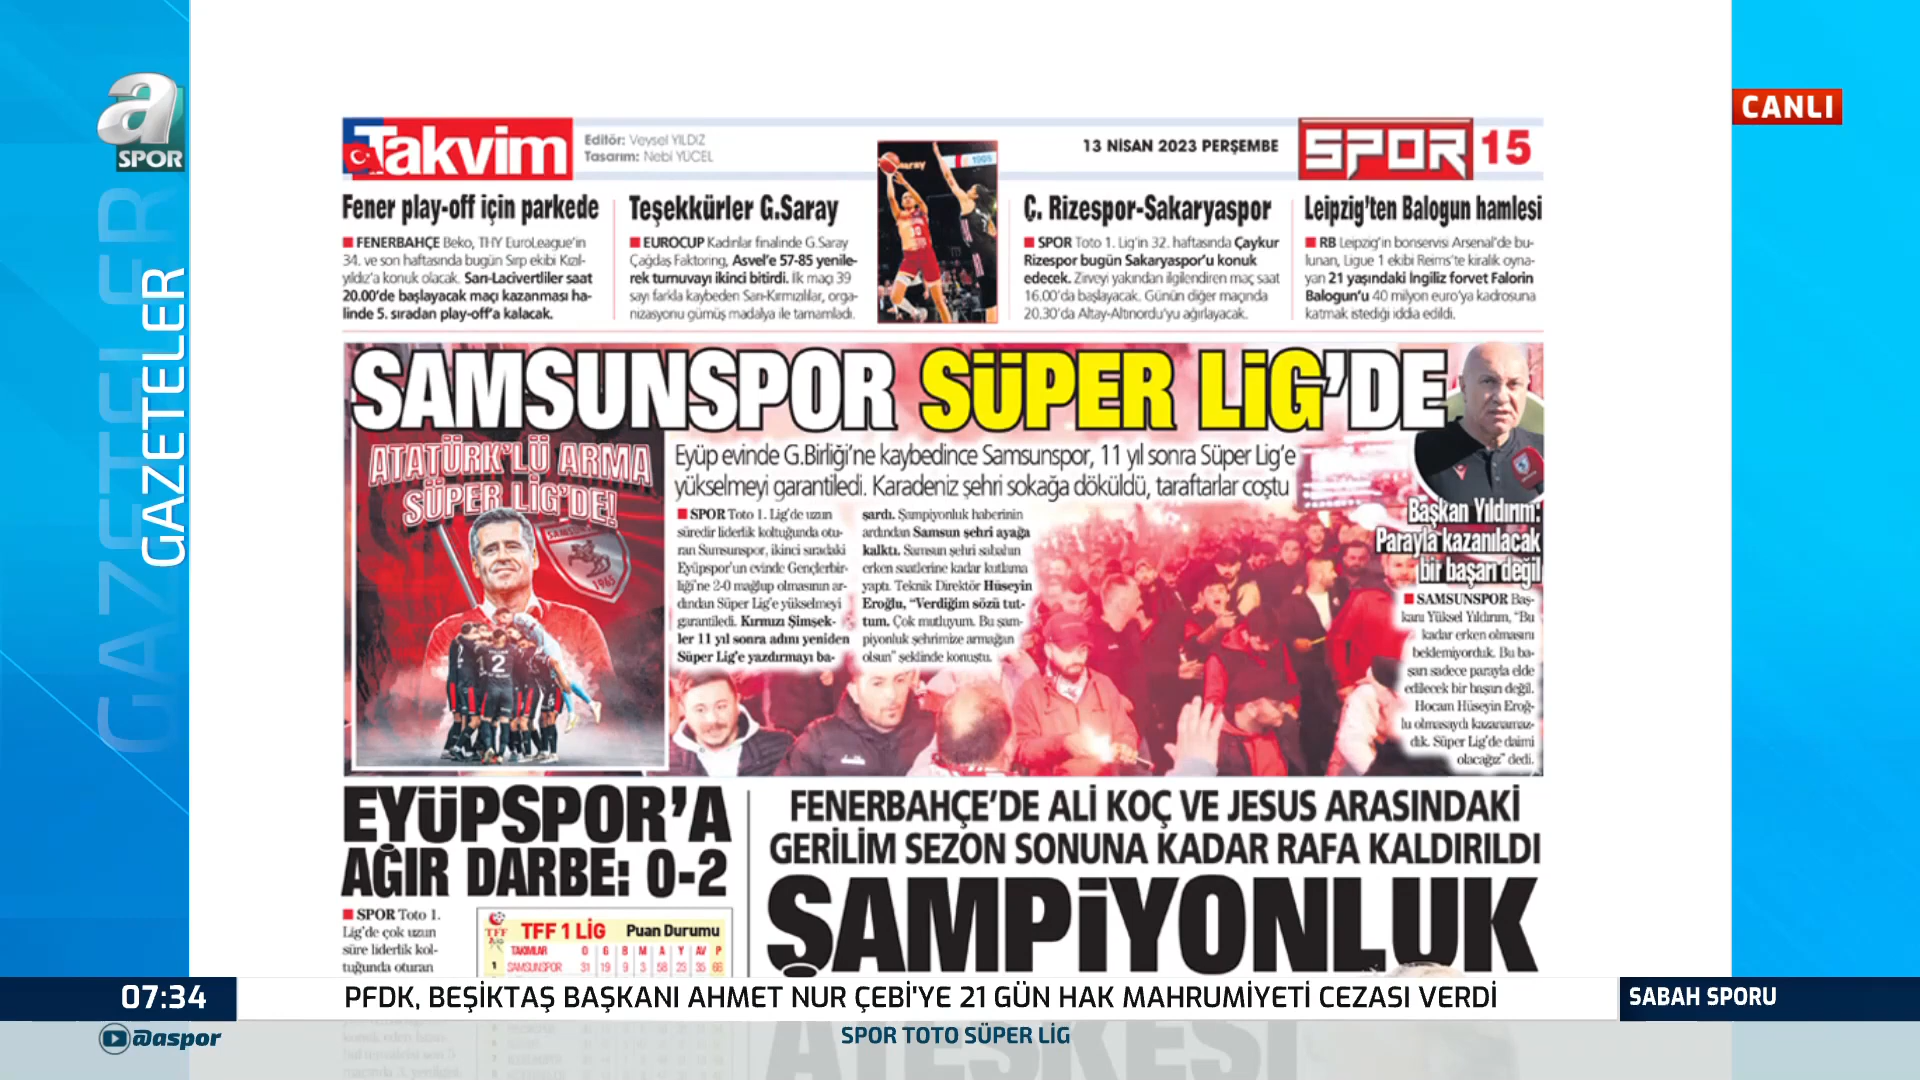 a
SPOR
GAZETELER
GAZETELER
CANLI
Takvim
Editör: Veysel YILDIZ
Tasarım: Nebi YÜCEL
13 NİSAN 2023 PERŞEMBE
SPOR 15
Fener play-off için parkede
■ FENERBAHÇE Beko, THY EuroLeague'in
34. ve son haftasında bugün Sırp ekibi Kızıl-
yıldız'a konuk olacak. Sarı-Lacivertliler saat
20.00'de başlayacak maçı kazanması ha-
linde 5. sıradan play-off'a kalacak.
Teşekkürler G.Saray
■ EUROCUP Kadınlar finalinde G.Saray
Çağdaş Faktoring, Asvel'e 57-85 yenile-
rek turnuvayı ikinci bitirdi. İlk maçı 39
sayı farkla kaybeden Sarı-Kırmızılılar, orga-
nizasyonu gümüş madalya ile tamamladı.
Ç. Rizespor-Sakaryaspor
■ SPOR Toto 1. Lig'in 32. haftasında Çaykur
Rizespor bugün Sakaryaspor'u konuk
edecek. Zirveyi yakından ilgilendiren maç saat
16.00'da başlayacak. Günün diğer maçında
20.30'da Altay-Altınordu'yu ağırlayacak.
Leipzig'ten Balogun hamlesi
■ RB Leipzig'in bonservisi Arsenal'de bu-
lunan, Ligue 1 ekibi Reims'te kiralık oyna-
yan 21 yaşındaki İngiliz forvet Falorin
Balogun'u 40 milyon euro'ya kadrosuna
katmak istediği iddia edildi.
SAMSUNSPOR SÜPER LİG'DE
ATATÜRK'LÜ ARMA
SÜPER LİG'DE!
SAMSUNSPOR
1965
2
Eyüp evinde G.Birliği'ne kaybedince Samsunspor, 11 yıl sonra Süper Lig'e
yükselmeyi garantiledi. Karadeniz şehri sokağa döküldü, taraftarlar coştu
■ SPOR Toto 1. Lig'de uzun
süredir liderlik koltuğunda otu-
ran Samsunspor, ikinci sıradaki
Eyüpspor'un evinde Gençlerbir-
liği'ne 2-0 mağlup olmasının ar-
dından Süper Lig'e yükselmeyi
garantiledi. Kırmızı Şimşek-
ler 11 yıl sonra adını yeniden
Süper Lig'e yazdırmayı ba-
şardı. Şampiyonluk haberinin
ardından Samsun şehri ayağa
kalktı. Samsun şehri sabahın
erken saatlerine kadar kutlama
yaptı. Teknik Direktör Hüseyin
Eroğlu, “Verdiğim sözü tut-
tum. Çok mutluyum. Bu şam-
piyonluk şehrimize armağan
olsun” şeklinde konuştu.
Başkan Yıldırım:
Parayla kazanılacak
bir başarı değil
■ SAMSUNSPOR Baş-
kanı Yüksel Yıldırım, “Bu
kadar erken olmasını
beklemiyorduk. Bu ba-
şarı sadece parayla elde
edilecek bir başarı değil.
Hocam Hüseyin Eroğ-
lu olmasaydı kazanamaz-
dık. Süper Lig'de daimi
olacağız” dedi.
EYÜPSPOR'A
AĞIR DARBE: 0-2
■ SPOR Toto 1.
Lig'de çok uzun
süre liderlik kol-
tuğunda oturan
TFF 1 LİG Puan Durumu
TAKIMLAR O G B M A Y AV P
1 SAMSUNSPOR 31 19 9 3 58 23 35 66
FENERBAHÇE'DE ALİ KOÇ VE JESUS ARASINDAKİ
GERİLİM SEZON SONUNA KADAR RAFA KALDIRILDI
ŞAMPİYONLUK
ATEŞKESİ
07:34
PFDK, BEŞİKTAŞ BAŞKANI AHMET NUR ÇEBİ'YE 21 GÜN HAK MAHRUMİYETİ CEZASI VERDİ
SABAH SPORU
@aspor
SPOR TOTO SÜPER LİG